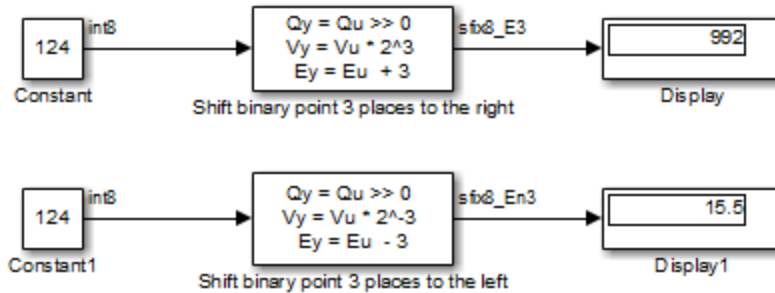 Qy = Qu >> 0
124 int8 Vy = Vu * 2^3 sfix8_E3 992
Ey = Eu + 3
Constant Shift binary point 3 places to the right Display
Qy = Qu >> 0
124 int8 Vy = Vu * 2^-3 sfix8_En3 15.5
Ey = Eu - 3
Constant1 Shift binary point 3 places to the left Display1